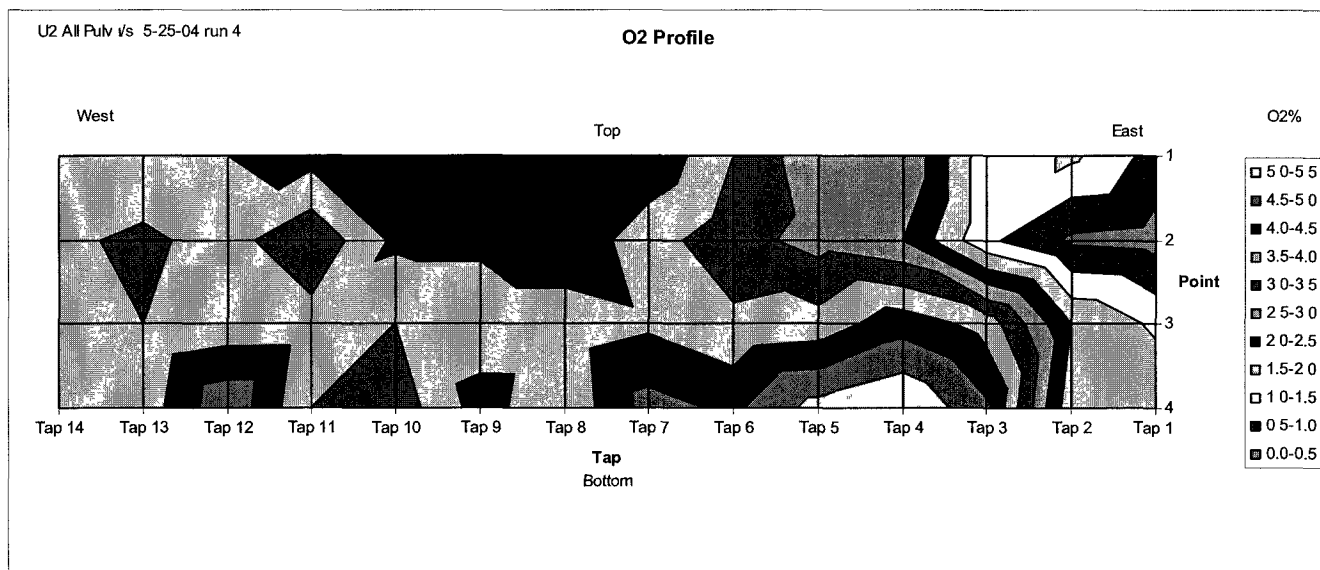 U2 All Pulv i/s 5-25-04 run 4
O2 Profile
West
Top
East
O2%
1
2
Point
3
4
5 0-5 5
4.5-5 0
4.0-4.5
3.5-4.0
3 0-3 5
2 5-3 0
2 0-2.5
1.5-2 0
1 0-1.5
0 5-1.0
0.0-0.5
Tap 14 Tap 13 Tap 12 Tap 11 Tap 10 Tap 9 Tap 8 Tap 7 Tap 6 Tap 5 Tap 4 Tap 3 Tap 2 Tap 1
Tap
Bottom